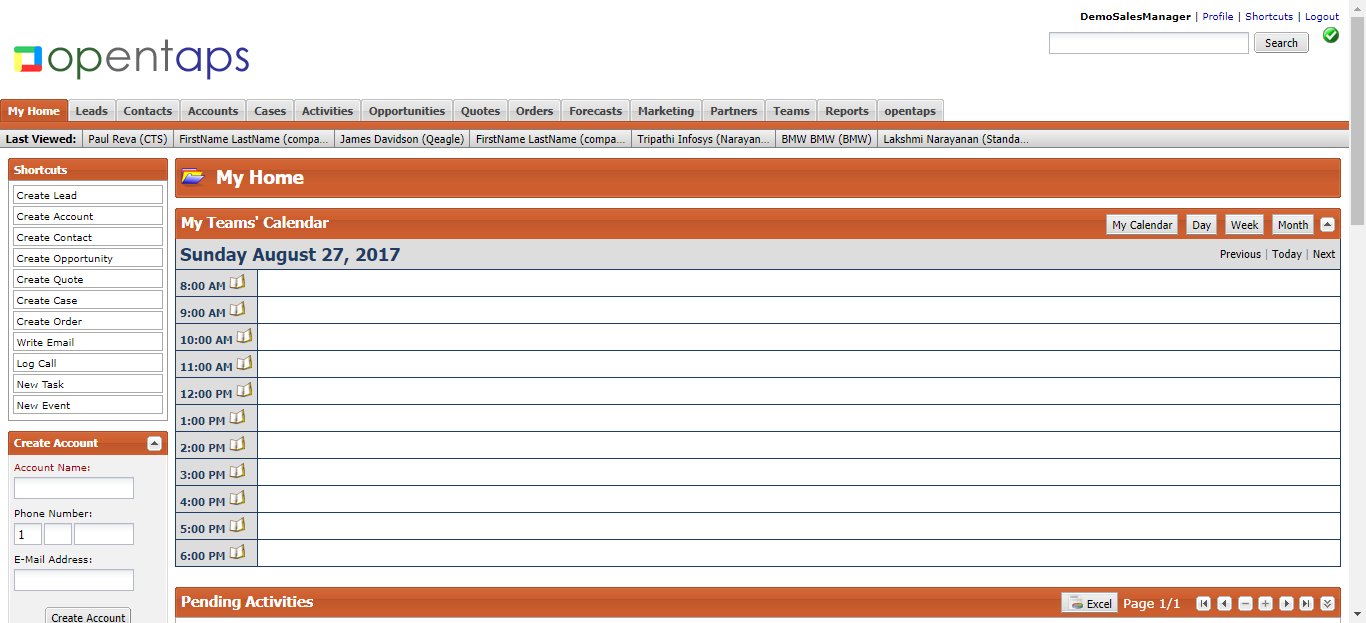 DemoSalesManager | Profile | Shortcuts | Logout
opentaps
Search
My Home Leads Contacts Accounts Cases Activities Opportunities Quotes Orders Forecasts Marketing Partners Teams Reports opentaps
Last Viewed: Paul Reva (CTS) FirstName LastName (compa... James Davidson (Qeagle) FirstName LastName (compa... Tripathi Infosys (Narayan... BMW BMW (BMW) Lakshmi Narayanan (Standa...
Shortcuts
Create Lead
Create Account
Create Contact
Create Opportunity
Create Quote
Create Case
Create Order
Write Email
Log Call
New Task
New Event
Create Account
Account Name:
Phone Number:
1
E-Mail Address:
Create Account
My Home
My Teams' Calendar My Calendar Day Week Month
Sunday August 27, 2017 Previous | Today | Next
8:00 AM
9:00 AM
10:00 AM
11:00 AM
12:00 PM
1:00 PM
2:00 PM
3:00 PM
4:00 PM
5:00 PM
6:00 PM
Pending Activities Excel Page 1/1